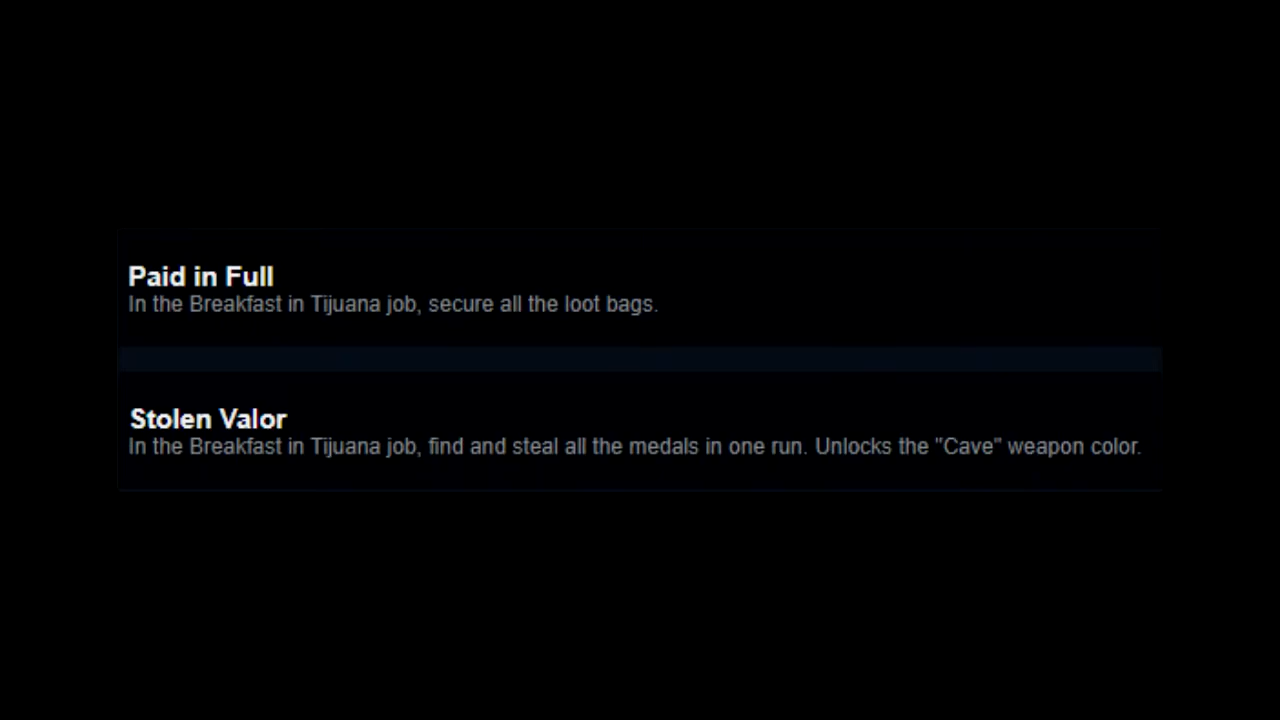 Paid in Full
In the Breakfast in Tijuana job, secure all the loot bags.
Stolen Valor
In the Breakfast in Tijuana job, find and steal all the medals in one run. Unlocks the "Cave" weapon color.